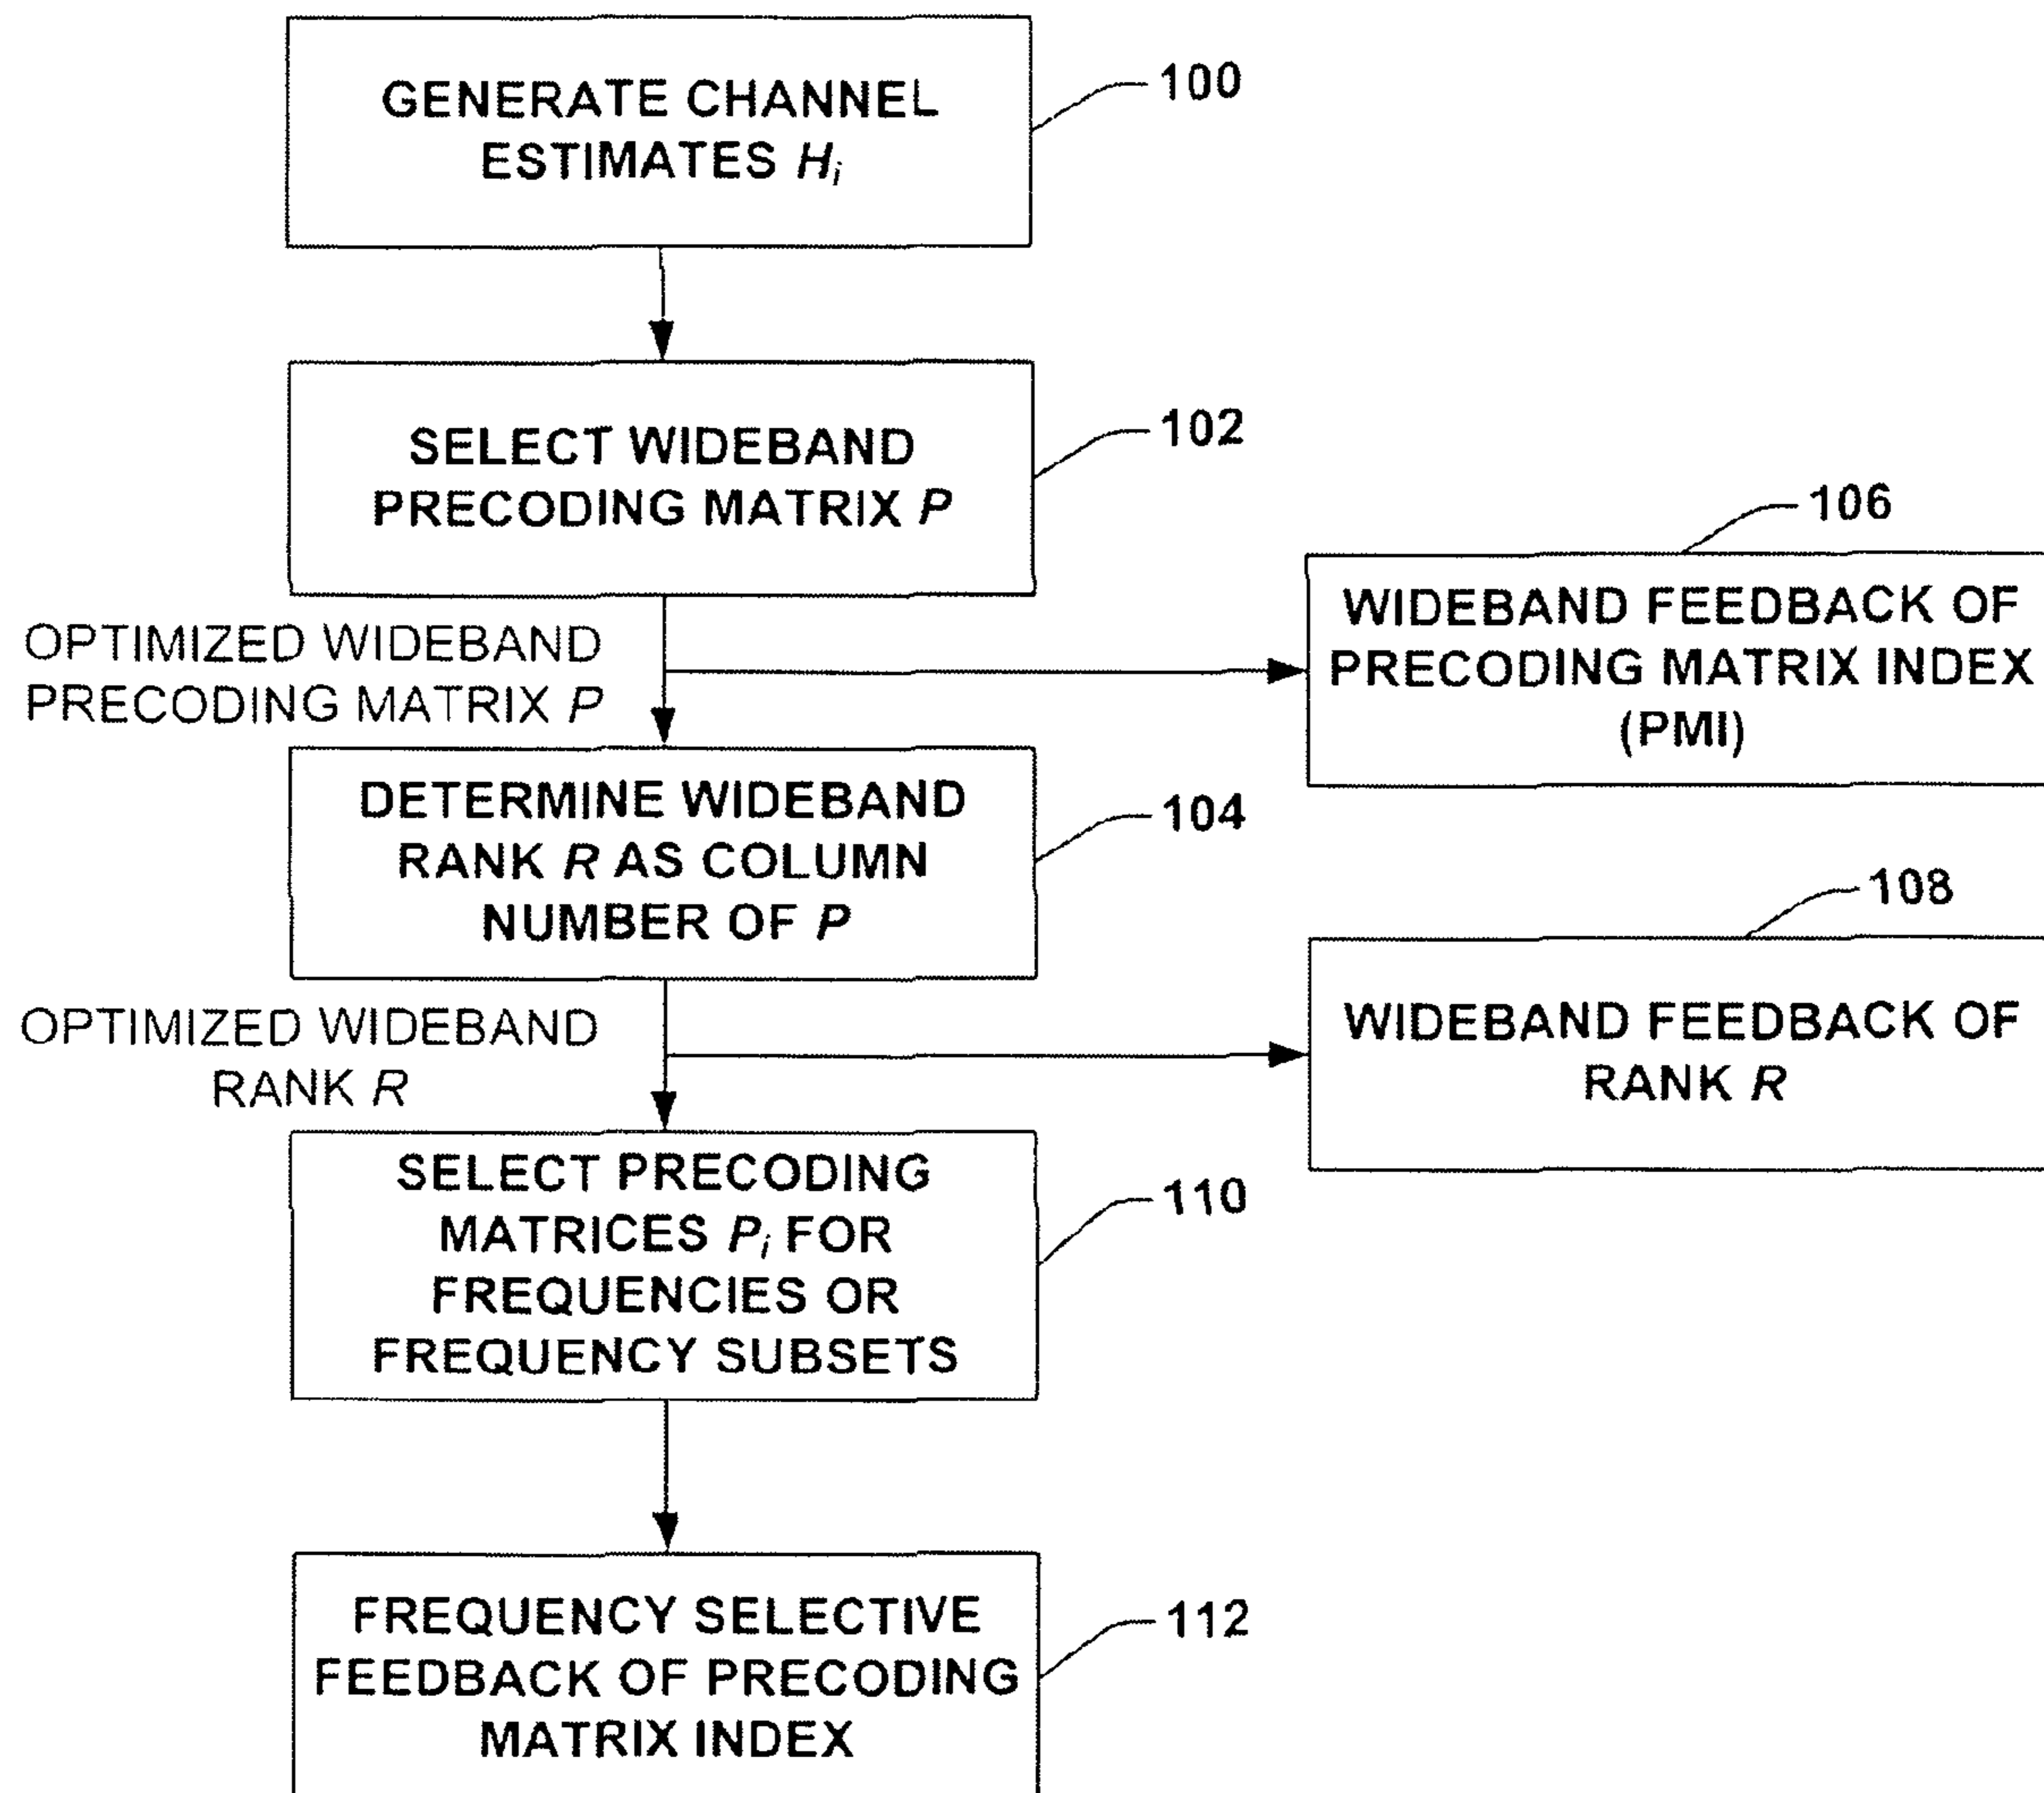 GENERATE CHANNEL
ESTIMATES Hi
100
SELECT WIDEBAND
PRECODING MATRIX P
102
OPTIMIZED WIDEBAND
PRECODING MATRIX P
106
WIDEBAND FEEDBACK OF
PRECODING MATRIX INDEX
(PMI)
DETERMINE WIDEBAND
RANK R AS COLUMN
NUMBER OF P
104
OPTIMIZED WIDEBAND
RANK R
108
WIDEBAND FEEDBACK OF
RANK R
SELECT PRECODING
MATRICES Pi FOR
FREQUENCIES OR
FREQUENCY SUBSETS
110
FREQUENCY SELECTIVE
FEEDBACK OF PRECODING
MATRIX INDEX
112